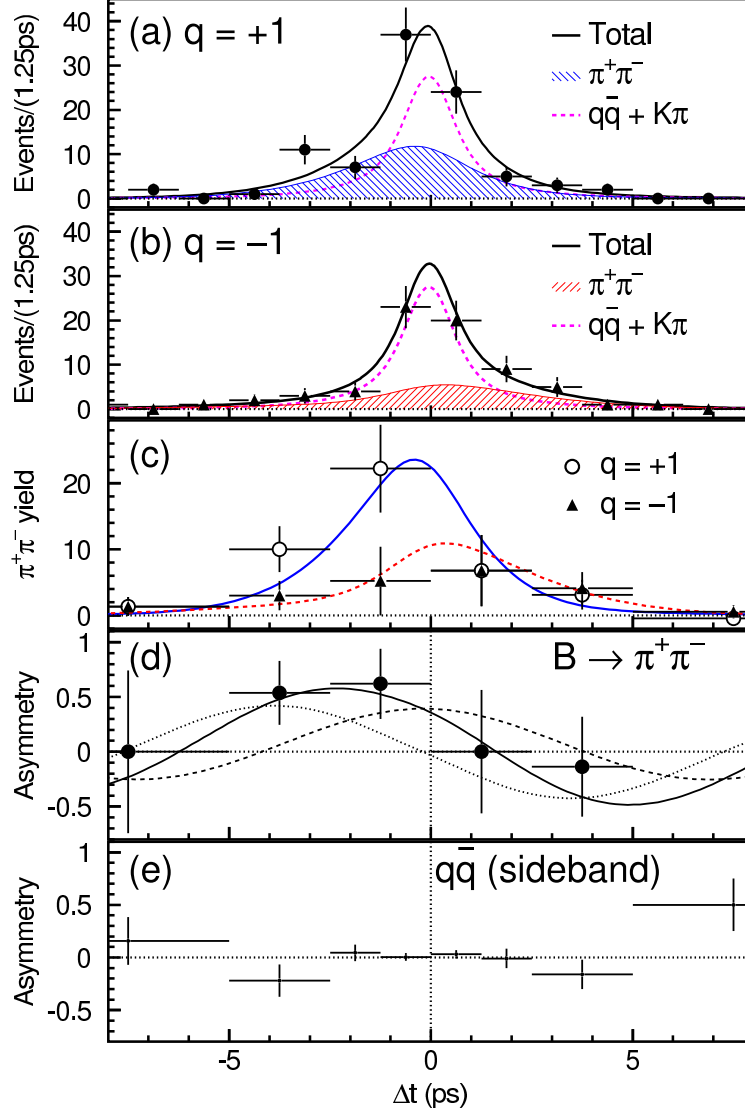 (a) q = +1
Total
π⁺π⁻
qq̄ + Kπ
Events/(1.25ps)
40
30
20
10
0
(b) q = −1
Total
π⁺π⁻
qq̄ + Kπ
Events/(1.25ps)
40
30
20
10
0
(c)
q = +1
q = −1
π⁺π⁻ yield
20
10
0
(d)
B → π⁺π⁻
Asymmetry
1
0.5
0
-0.5
(e)
qq̄ (sideband)
Asymmetry
1
0.5
0
-0.5
-5
0
5
Δt (ps)